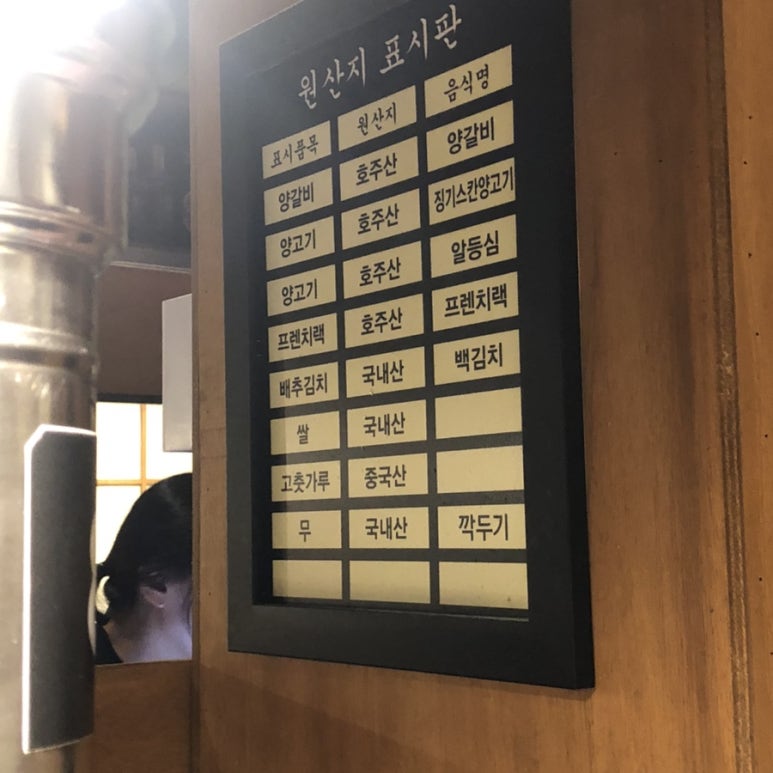 원산지 표시판
표시품목 원산지 음식명
양갈비 호주산 양갈비
양고기 호주산 징기스칸양고기
양고기 호주산 알등심
프렌치랙 호주산 프렌치랙
배추김치 국내산 백김치
쌀 국내산
고춧가루 중국산
무 국내산 깍두기